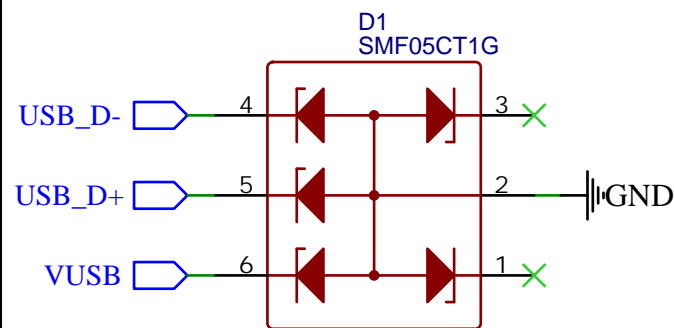 D1
SMF05CT1G
USB_D- 4 3
USB_D+ 5 2 GND
VUSB 6 1